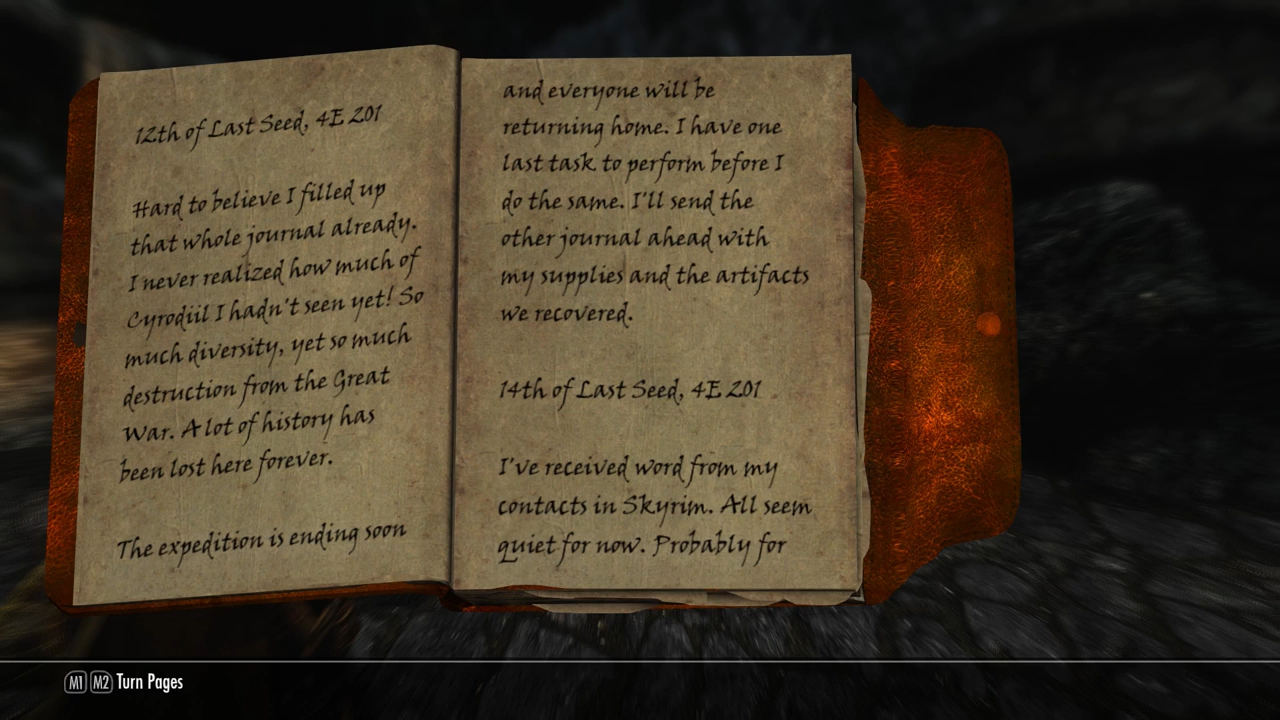 12th of Last Seed, 4E 201
Hard to believe I filled up
that whole journal already.
I never realized how much of
Cyrodiil I hadn't seen yet! So
much diversity, yet so much
destruction from the Great
War. A lot of history has
been lost here forever.
The expedition is ending soon
and everyone will be
returning home. I have one
last task to perform before I
do the same. I'll send the
other journal ahead with
my supplies and the artifacts
we recovered.
14th of Last Seed, 4E 201
I've received word from my
contacts in Skyrim. All seem
quiet for now. Probably for
M1 M2 Turn Pages